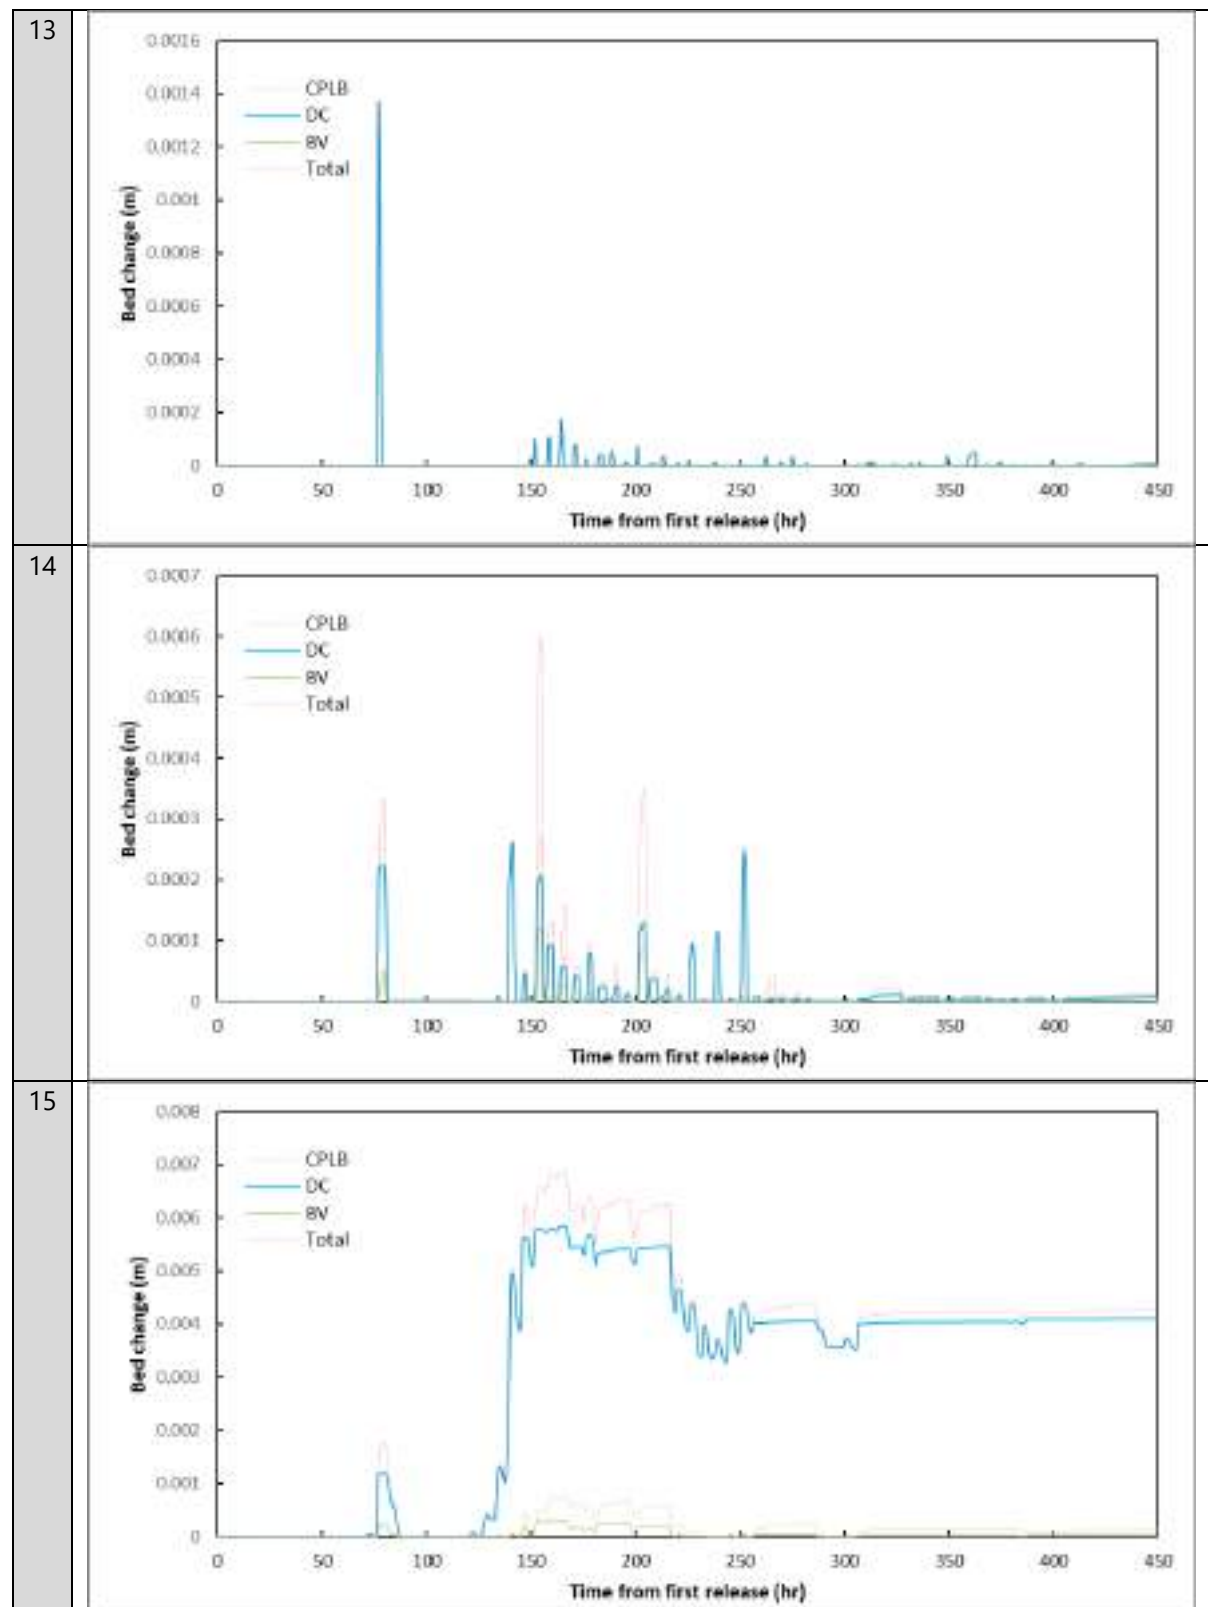 13
0.0016
0.0014
0.0012
0.001
0.0008
0.0006
0.0004
0.0002
0
CPLB
DC
BV
Total
Bed change (m)
0 50 100 150 200 250 300 350 400 450
Time from first release (hr)
14
0.0007
0.0006
0.0005
0.0004
0.0003
0.0002
0.0001
0
CPLB
DC
BV
Total
Bed change (m)
0 50 100 150 200 250 300 350 400 450
Time from first release (hr)
15
0.008
0.007
0.006
0.005
0.004
0.003
0.002
0.001
0
CPLB
DC
BV
Total
Bed change (m)
0 50 100 150 200 250 300 350 400 450
Time from first release (hr)